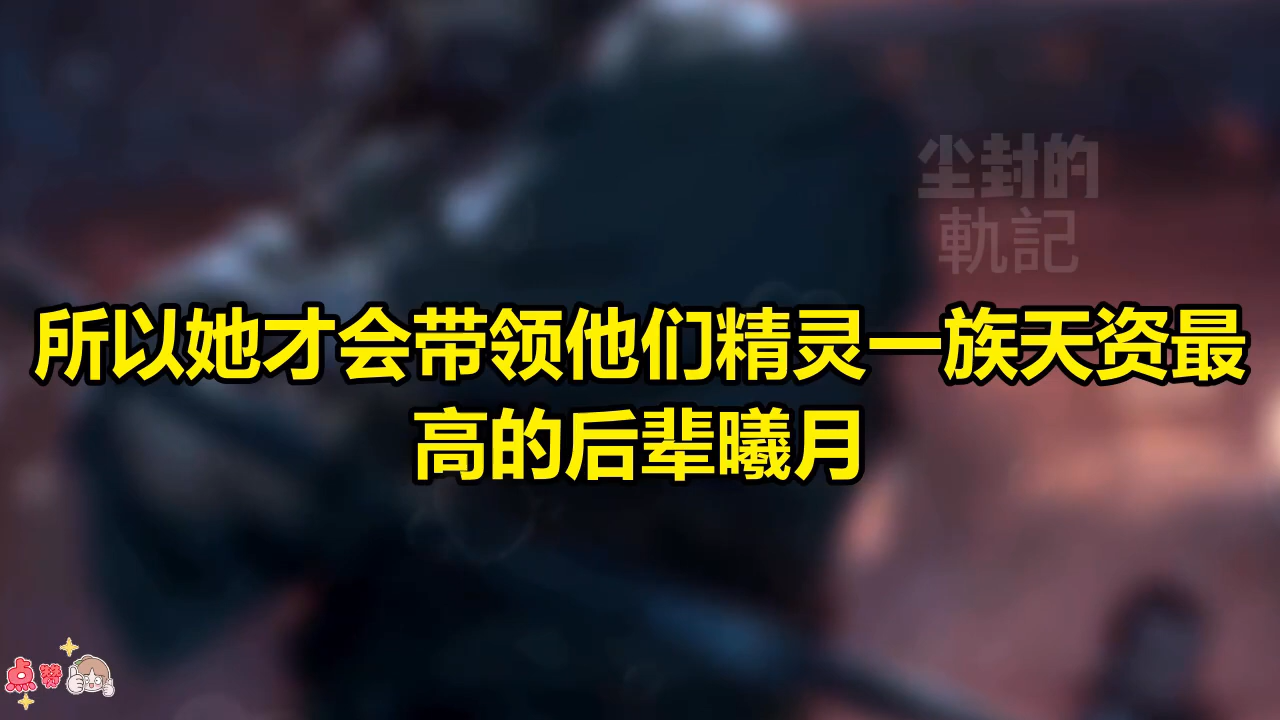 尘封的
軌記
所以她才会带领他们精灵一族天资最
高的后辈曦月
点赞